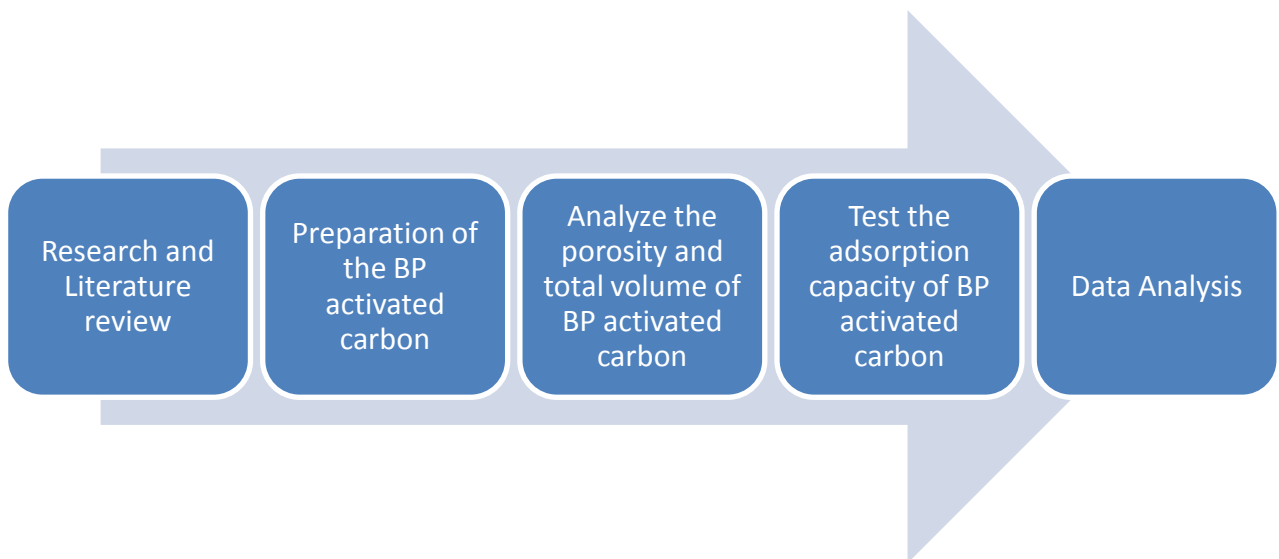 Research and
Literature
review
Preparation of
the BP
activated
carbon
Analyze the
porosity and
total volume of
BP activated
carbon
Test the
adsorption
capacity of BP
activated
carbon
Data Analysis